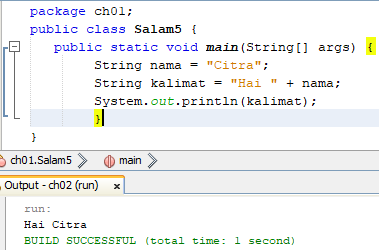 package ch01;
public class Salam5 {
public static void main(String[] args) {
String nama = "Citra";
String kalimat = "Hai " + nama;
System.out.println(kalimat);
}
}
ch01.Salam5 main
Output - ch02 (run) x
run:
Hai Citra
BUILD SUCCESSFUL (total time: 1 second)